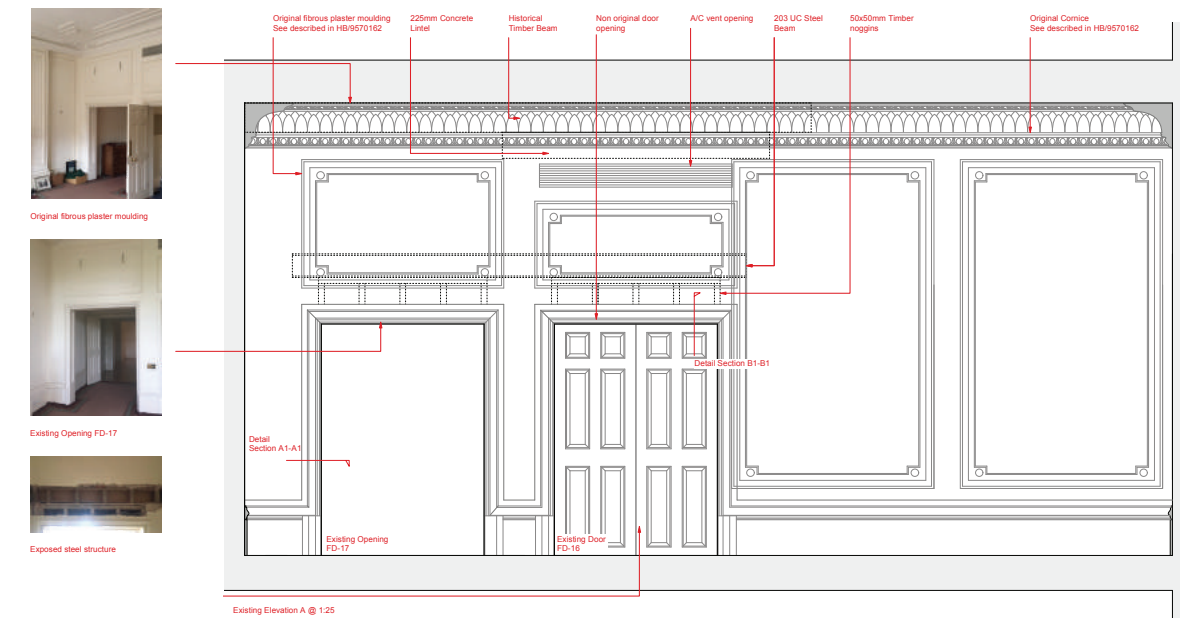 Original fibrous plaster moulding
See described in HB/9570162
225mm Concrete
Lintel
Historical
Timber Beam
Non original door
opening
A/C vent opening
203 UC Steel
Beam
50x50mm Timber
noggins
Original Cornice
See described in HB/9570162
Original fibrous plaster moulding
Existing Opening FD-17
Exposed steel structure
Detail Section B1-B1
Detail
Section A1-A1
Existing Opening
FD-17
Existing Door
FD-16
Existing Elevation A @ 1:25